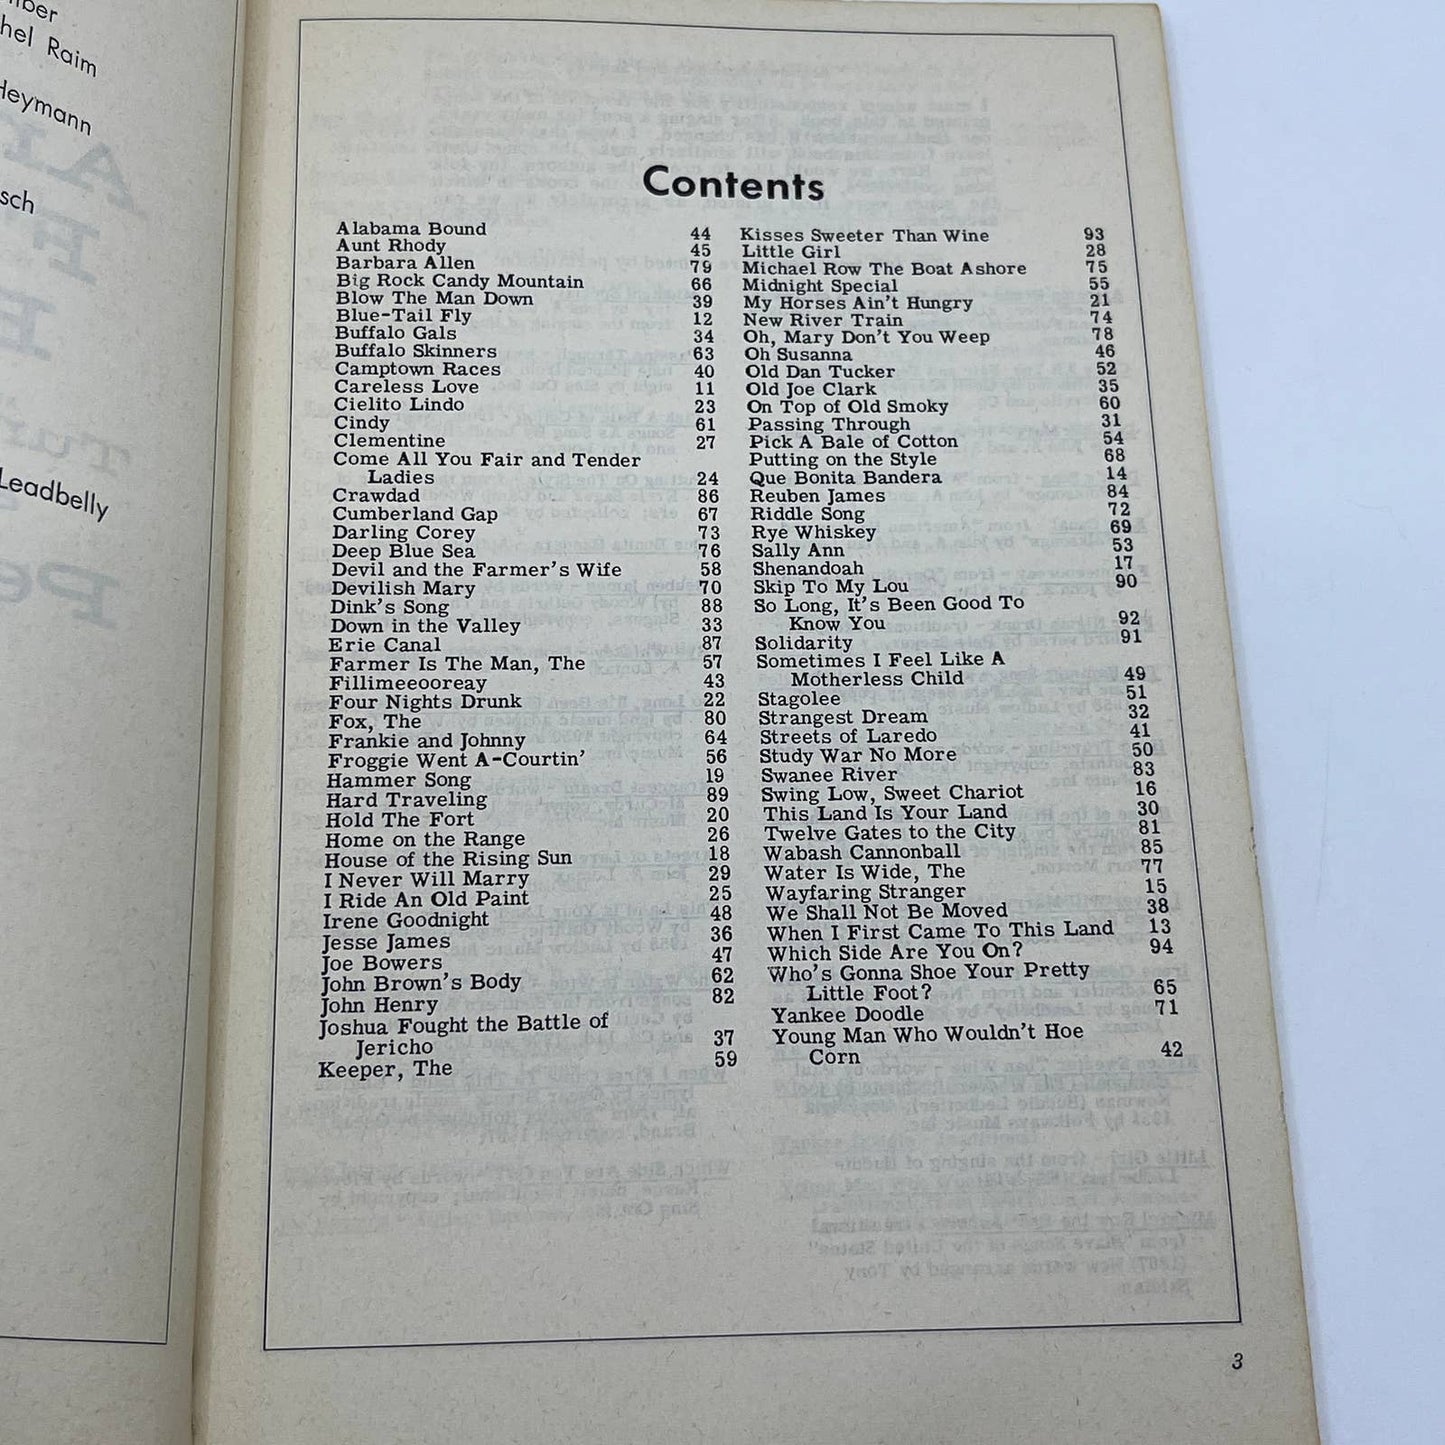 mber
hel Raim
Heymann
sch
Leadbelly
Contents
Alabama Bound 44
Aunt Rhody 45
Barbara Allen 79
Big Rock Candy Mountain 66
Blow The Man Down 39
Blue-Tail Fly 12
Buffalo Gals 34
Buffalo Skinners 63
Camptown Races 40
Careless Love 11
Cielito Lindo 23
Cindy 61
Clementine 27
Come All You Fair and Tender
Ladies 24
Crawdad 86
Cumberland Gap 67
Darling Corey 73
Deep Blue Sea 76
Devil and the Farmer's Wife 58
Devilish Mary 70
Dink's Song 88
Down in the Valley 33
Erie Canal 87
Farmer Is The Man, The 57
Fillimeeooreay 43
Four Nights Drunk 22
Fox, The 80
Frankie and Johnny 64
Froggie Went A-Courtin' 56
Hammer Song 19
Hard Traveling 89
Hold The Fort 20
Home on the Range 26
House of the Rising Sun 18
I Never Will Marry 29
I Ride An Old Paint 25
Irene Goodnight 48
Jesse James 36
Joe Bowers 47
John Brown's Body 62
John Henry 82
Joshua Fought the Battle of
Jericho 37
Keeper, The 59
Kisses Sweeter Than Wine 93
Little Girl 28
Michael Row The Boat Ashore 75
Midnight Special 55
My Horses Ain't Hungry 21
New River Train 74
Oh, Mary Don't You Weep 78
Oh Susanna 46
Old Dan Tucker 52
Old Joe Clark 35
On Top of Old Smoky 60
Passing Through 31
Pick A Bale of Cotton 54
Putting on the Style 68
Que Bonita Bandera 14
Reuben James 84
Riddle Song 72
Rye Whiskey 69
Sally Ann 53
Shenandoah 17
Skip To My Lou 90
So Long, It's Been Good To
Know You 92
Solidarity 91
Sometimes I Feel Like A
Motherless Child 49
Stagolee 51
Strangest Dream 32
Streets of Laredo 41
Study War No More 50
Swanee River 83
Swing Low, Sweet Chariot 16
This Land Is Your Land 30
Twelve Gates to the City 81
Wabash Cannonball 85
Water Is Wide, The 77
Wayfaring Stranger 15
We Shall Not Be Moved 38
When I First Came To This Land 13
Which Side Are You On? 94
Who's Gonna Shoe Your Pretty
Little Foot? 65
Yankee Doodle 71
Young Man Who Wouldn't Hoe
Corn 42
3